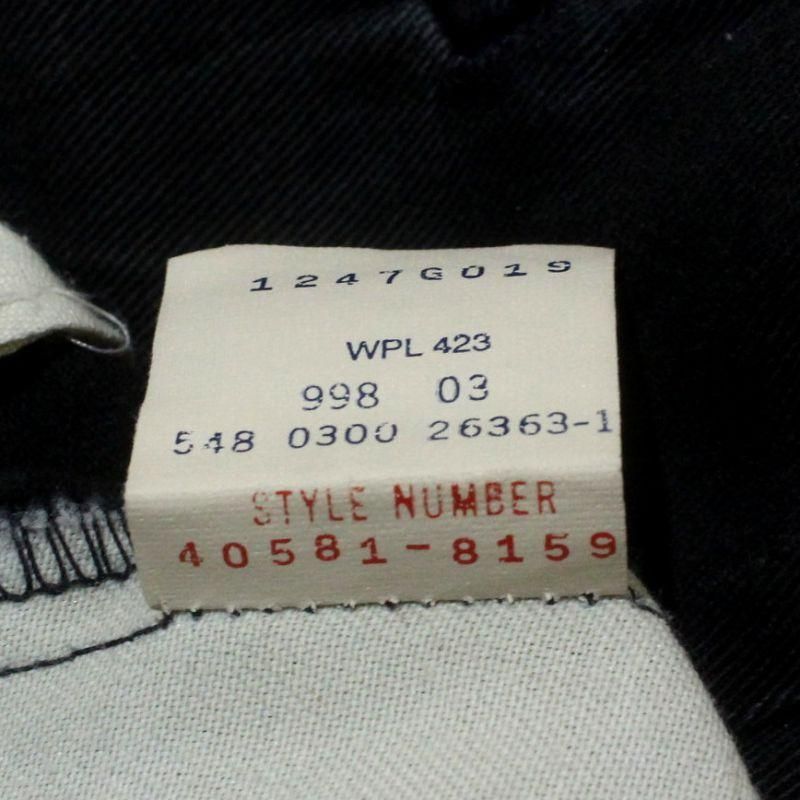 1247G019
WPL 423
998 03
548 0300 26363-1
STYLE NUMBER
40581-8159